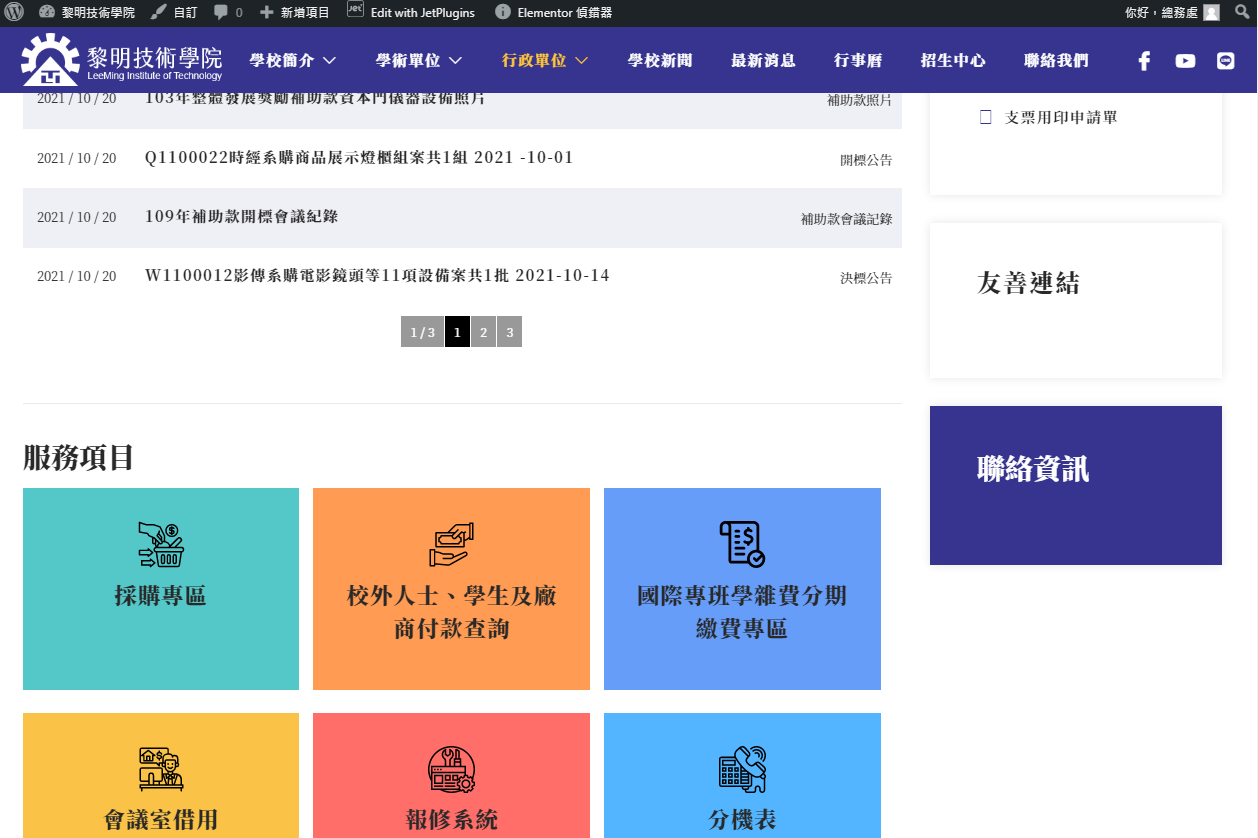 黎明技術學院 自訂 0 新增項目 Edit with JetPlugins Elementor 偵錯器 你好,總務處
黎明技術學院
LeeMing Institute of Technology
學校簡介 學術單位 行政單位 學校新聞 最新消息 行事曆 招生中心 聯絡我們
2021 / 10 / 20 103年整體發展獎勵補助款資本門儀器設備照片 補助款照片
2021 / 10 / 20 Q1100022時經系購商品展示燈櫃組案共1組 2021 -10-01 開標公告
2021 / 10 / 20 109年補助款開標會議紀錄 補助款會議記錄
2021 / 10 / 20 W1100012影傳系購電影鏡頭等11項設備案共1批 2021-10-14 決標公告
1 / 3 1 2 3
支票用印申請單
友善連結
聯絡資訊
服務項目
採購專區
校外人士、學生及廠
商付款查詢
國際專班學雜費分期
繳費專區
會議室借用
報修系統
分機表